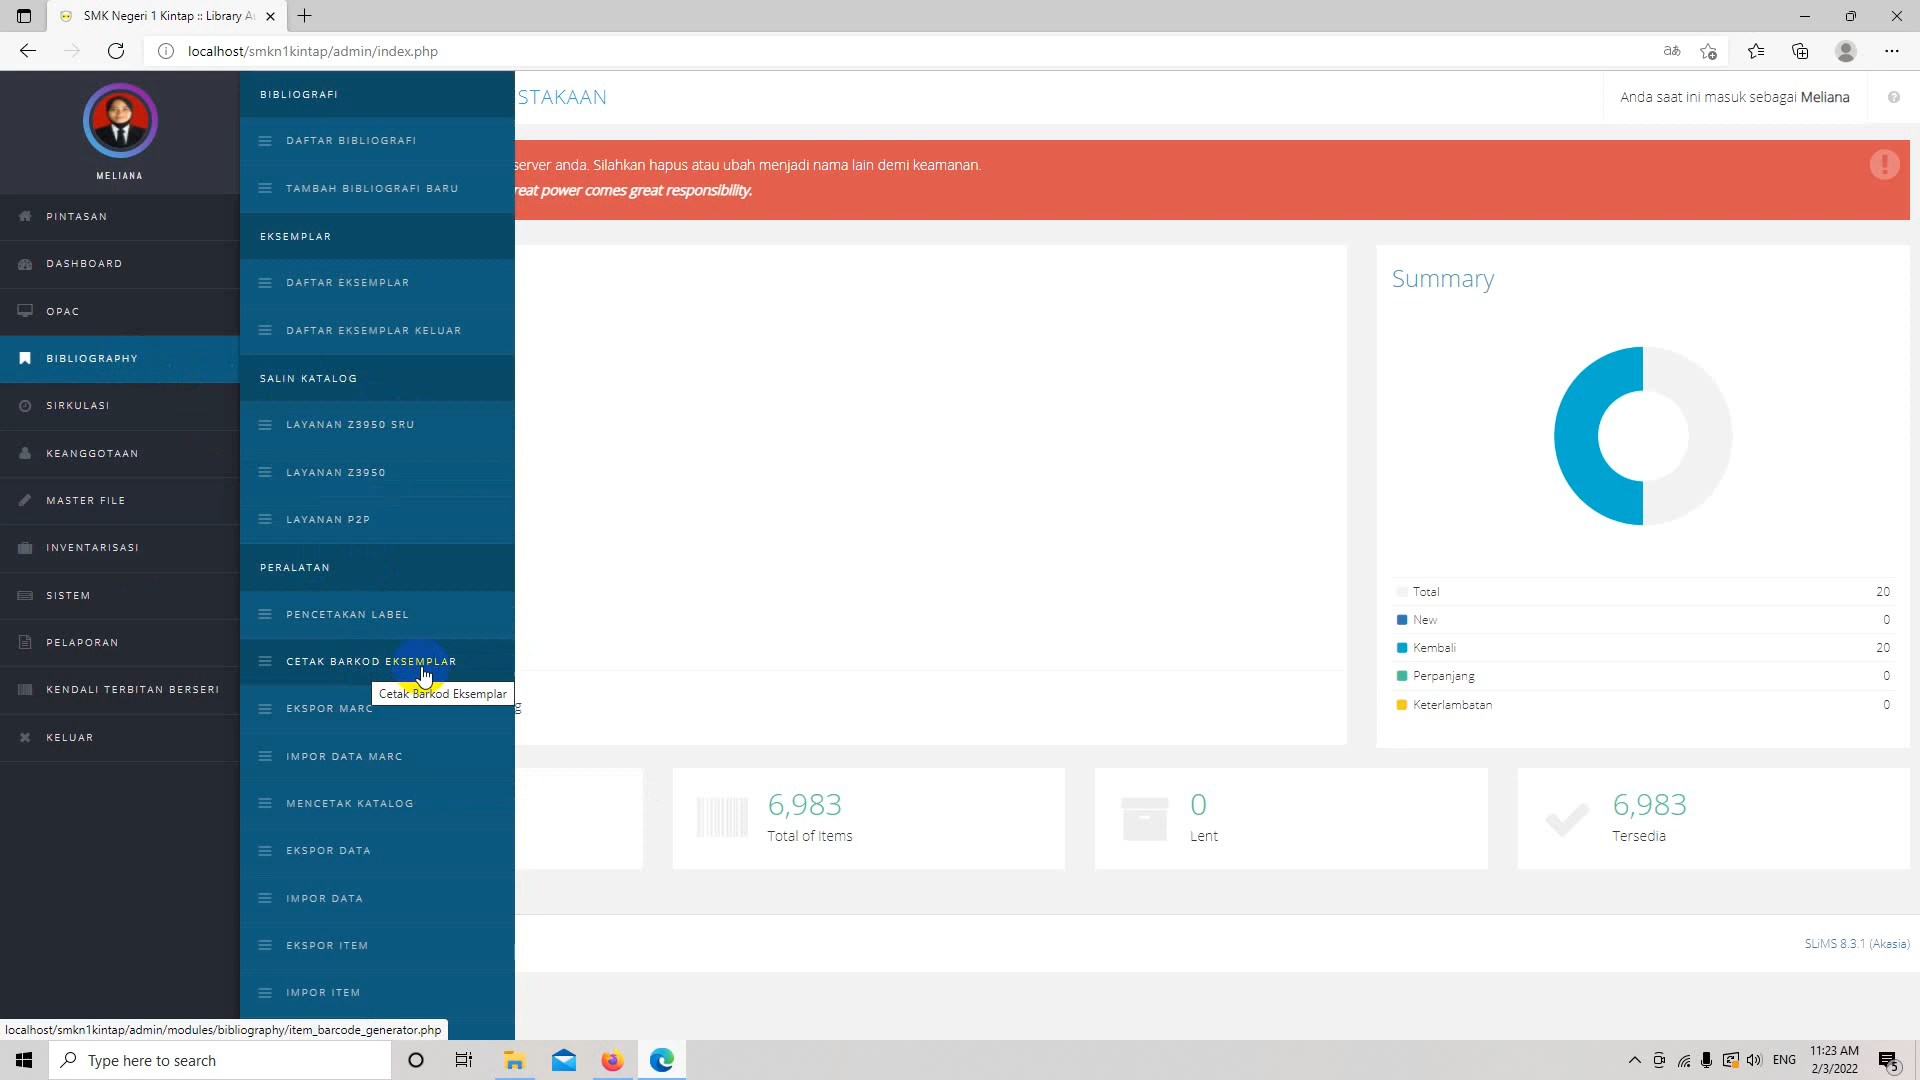 SMK Negeri 1 Kintap :: Library Au
localhost/smkn1kintap/admin/index.php
MELIANA
PINTASAN
DASHBOARD
OPAC
BIBLIOGRAPHY
SIRKULASI
KEANGGOTAAN
MASTER FILE
INVENTARISASI
SISTEM
PELAPORAN
KENDALI TERBITAN BERSERI
KELUAR
BIBLIOGRAFI
DAFTAR BIBLIOGRAFI
TAMBAH BIBLIOGRAFI BARU
EKSEMPLAR
DAFTAR EKSEMPLAR
DAFTAR EKSEMPLAR KELUAR
SALIN KATALOG
LAYANAN Z3950 SRU
LAYANAN Z3950
LAYANAN P2P
PERALATAN
PENCETAKAN LABEL
CETAK BARKOD EKSEMPLAR
Cetak Barkod Eksemplar
EKSPOR MARC
IMPOR DATA MARC
MENCETAK KATALOG
EKSPOR DATA
IMPOR DATA
EKSPOR ITEM
IMPOR ITEM
STAKAAN
Anda saat ini masuk sebagai Meliana
server anda. Silahkan hapus atau ubah menjadi nama lain demi keamanan.
reat power comes great responsibility.
g
Summary
Total 20
New 0
Kembali 20
Perpanjang 0
Keterlambatan 0
6,983
Total of Items
0
Lent
6,983
Tersedia
SLiMS 8.3.1 (Akasia)
localhost/smkn1kintap/admin/modules/bibliography/item_barcode_generator.php
Type here to search
ENG
11:23 AM
2/3/2022
5